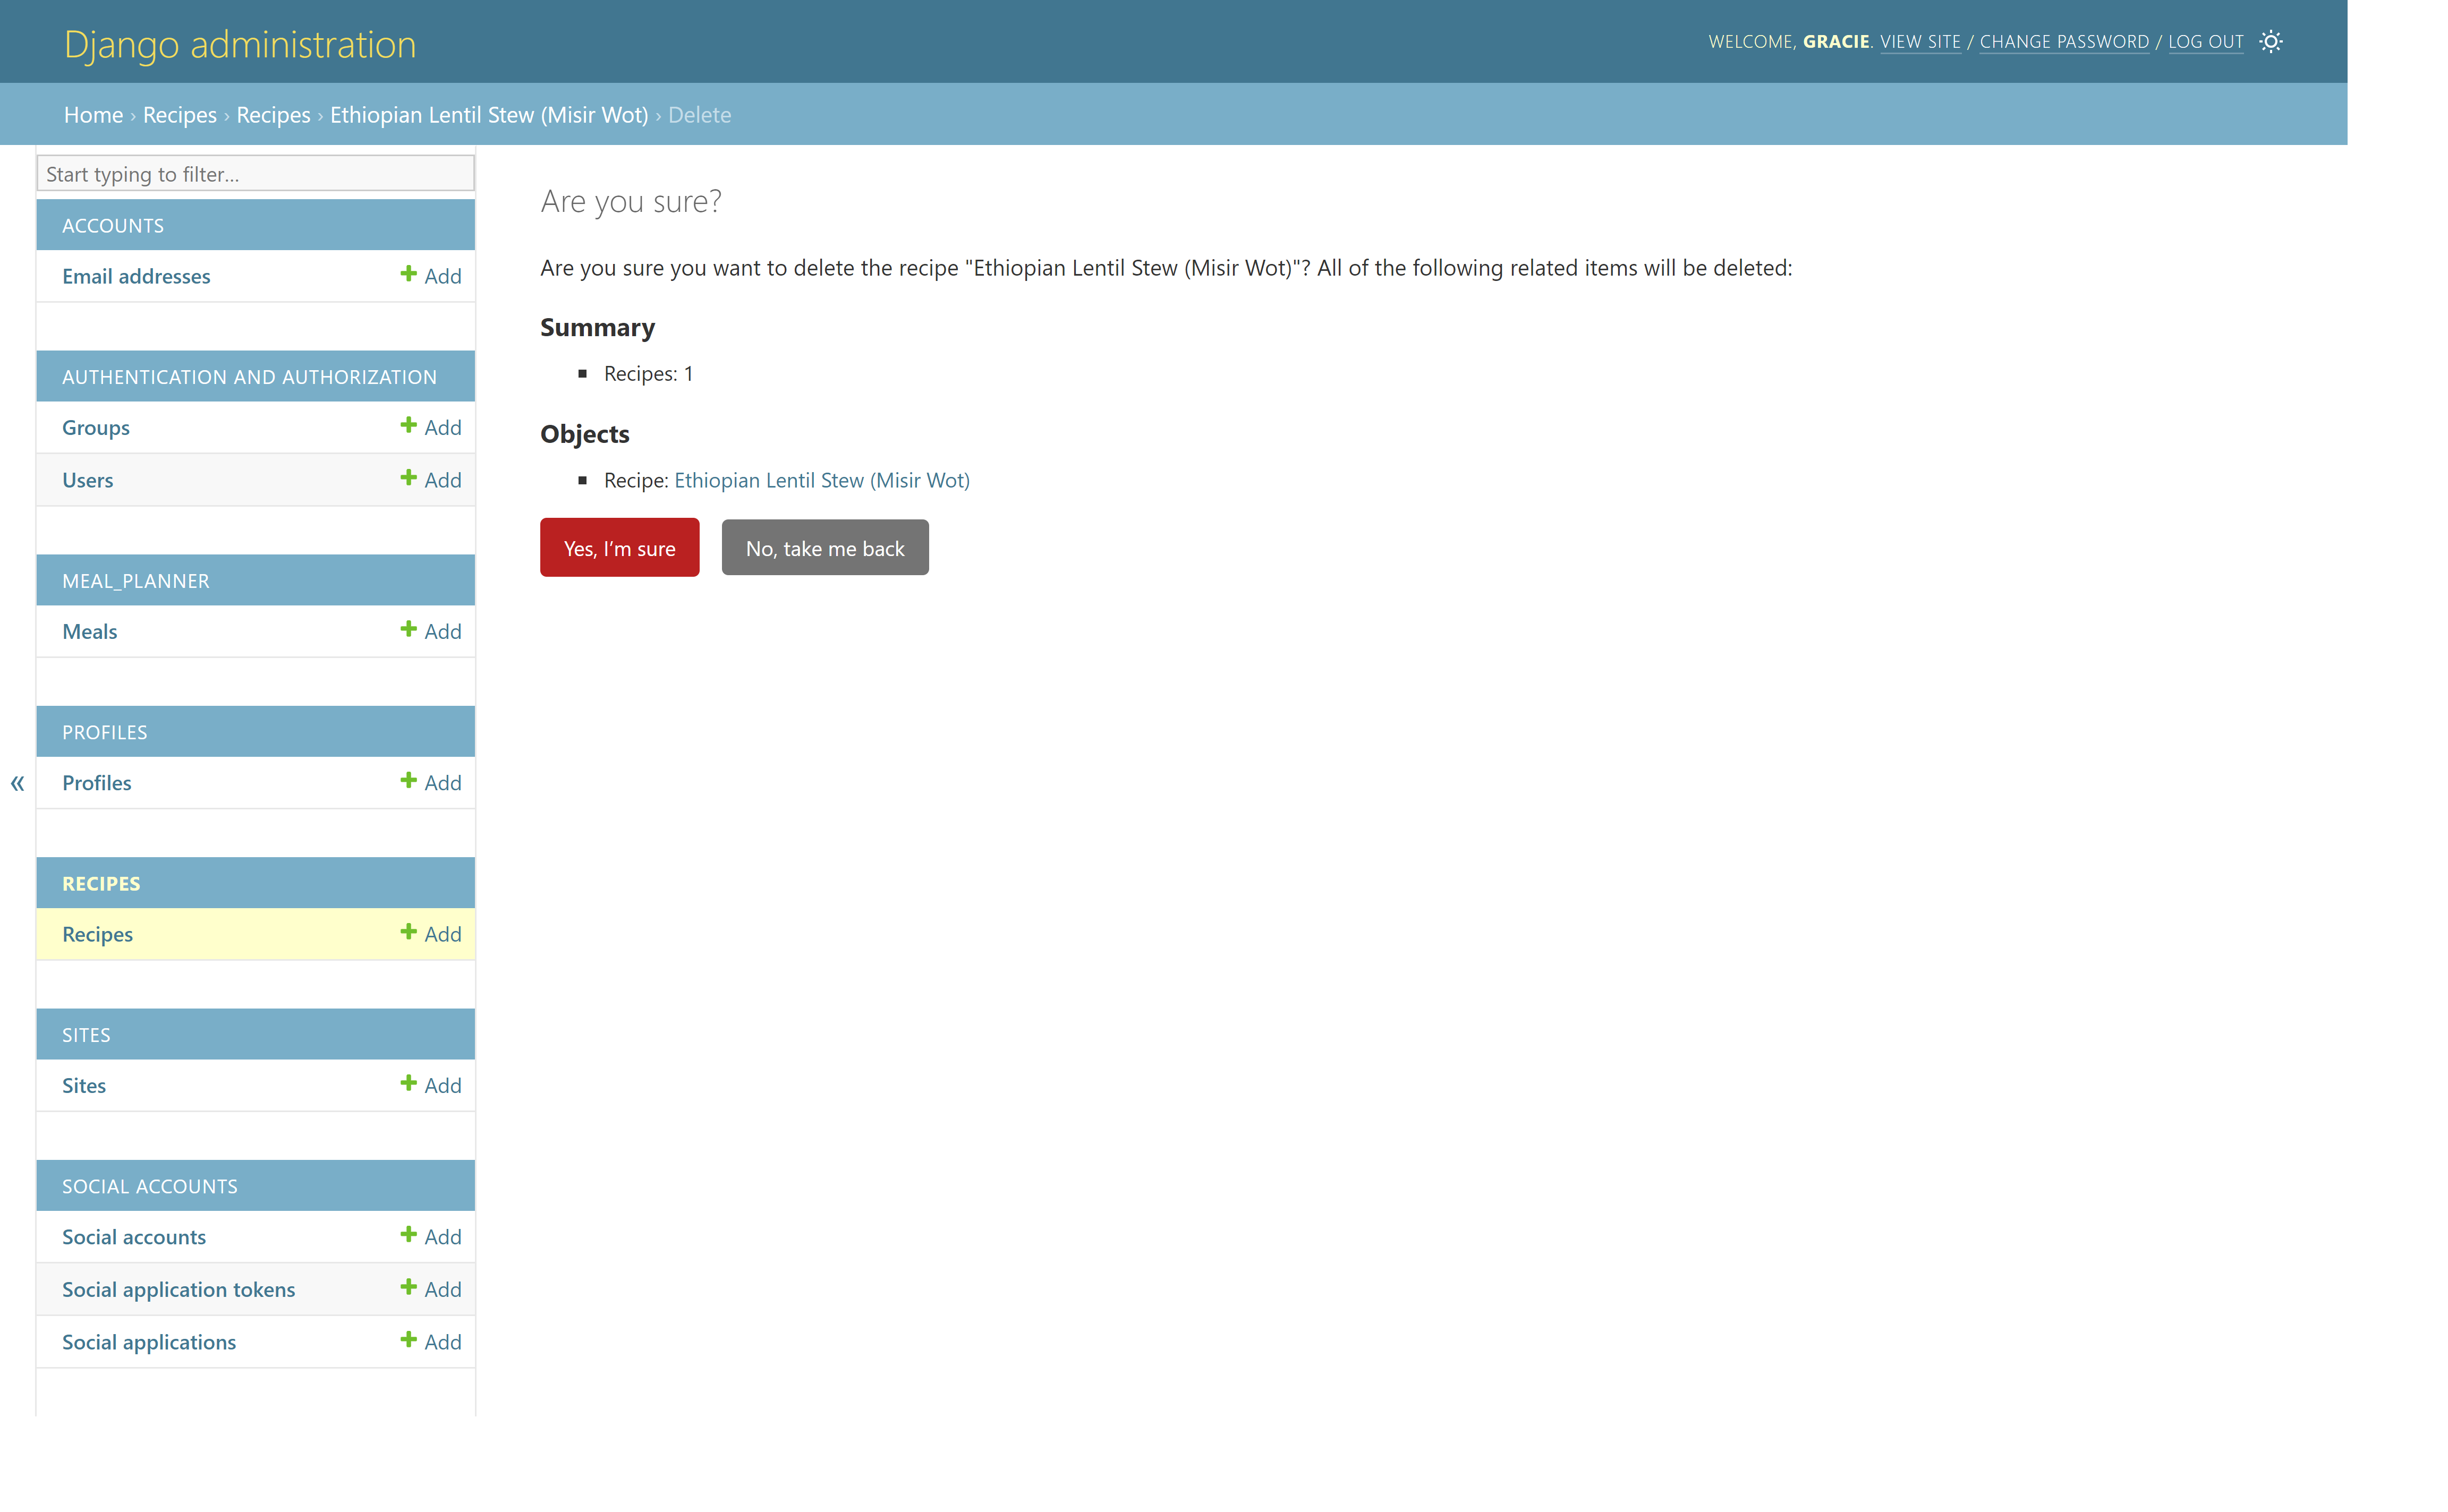 Django administration
WELCOME, GRACIE. VIEW SITE / CHANGE PASSWORD / LOG OUT
Home › Recipes › Recipes › Ethiopian Lentil Stew (Misir Wot) › Delete
Start typing to filter...
ACCOUNTS
Email addresses
Add
AUTHENTICATION AND AUTHORIZATION
Groups
Add
Users
Add
MEAL_PLANNER
Meals
Add
PROFILES
Profiles
Add
RECIPES
Recipes
Add
SITES
Sites
Add
SOCIAL ACCOUNTS
Social accounts
Add
Social application tokens
Add
Social applications
Add
«
Are you sure?
Are you sure you want to delete the recipe "Ethiopian Lentil Stew (Misir Wot)"? All of the following related items will be deleted:
Summary
Recipes: 1
Objects
Recipe: Ethiopian Lentil Stew (Misir Wot)
Yes, I’m sure
No, take me back